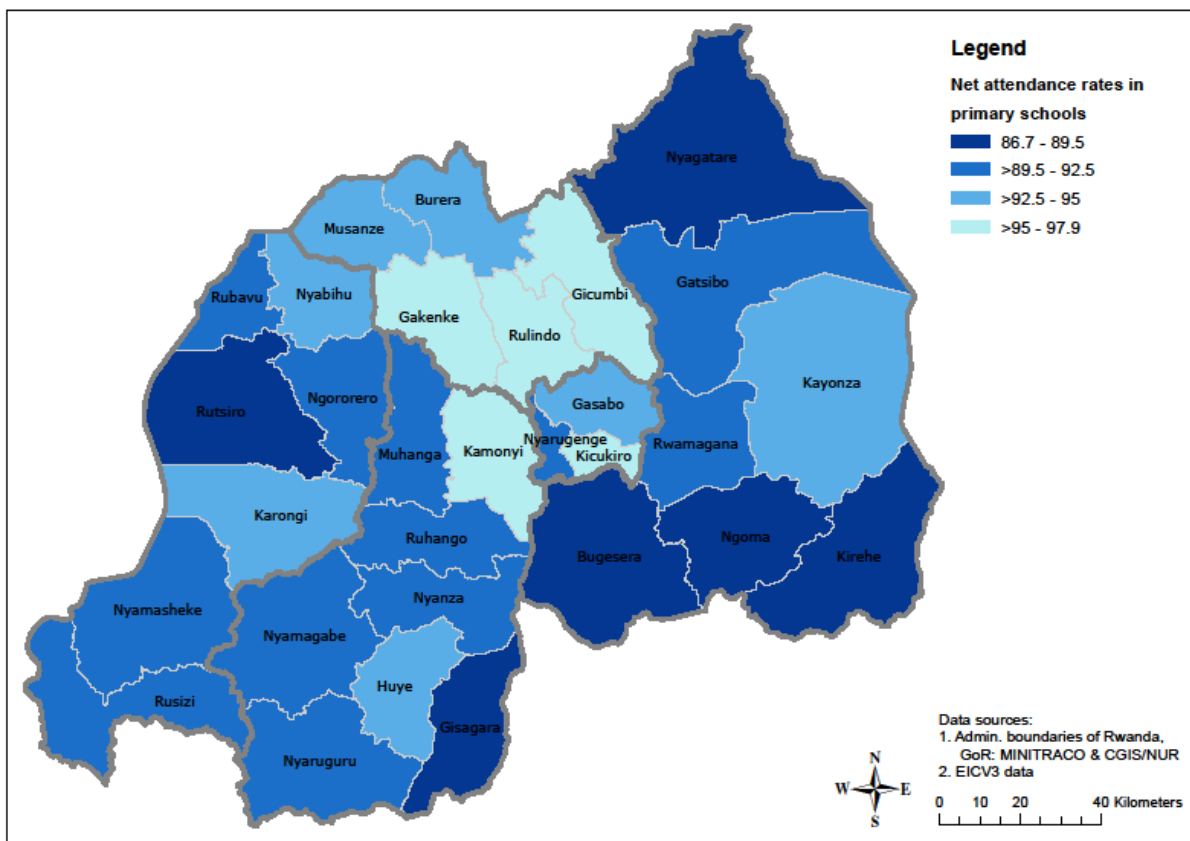 Legend
Net attendance rates in
primary schools
86.7 - 89.5
>89.5 - 92.5
>92.5 - 95
>95 - 97.9
Nyagatare
Burera
Musanze
Gatsibo
Rubavu
Nyabihu
Gicumbi
Gakenke
Rulindo
Kayonza
Ngororero
Gasabo
Rutsiro
Nyarugenge
Rwamagana
Muhanga
Kamonyi
Kicukiro
Karongi
Ruhango
Bugesera
Ngoma
Kirehe
Nyamasheke
Nyanza
Nyamagabe
Huye
Rusizi
Gisagara
Nyaruguru
Data sources:
1. Admin. boundaries of Rwanda,
GoR: MINITRACO & CGIS/NUR
2. EICV3 data
N
W E
S
0 10 20 40 Kilometers